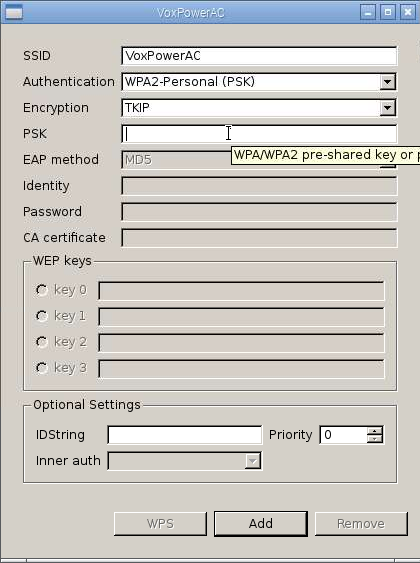 VoxPowerAC
SSID VoxPowerAC
Authentication WPA2-Personal (PSK)
Encryption TKIP
PSK
WPA/WPA2 pre-shared key or
EAP method MD5
Identity
Password
CA certificate
WEP keys
key 0
key 1
key 2
key 3
Optional Settings
IDString Priority 0
Inner auth
WPS Add Remove